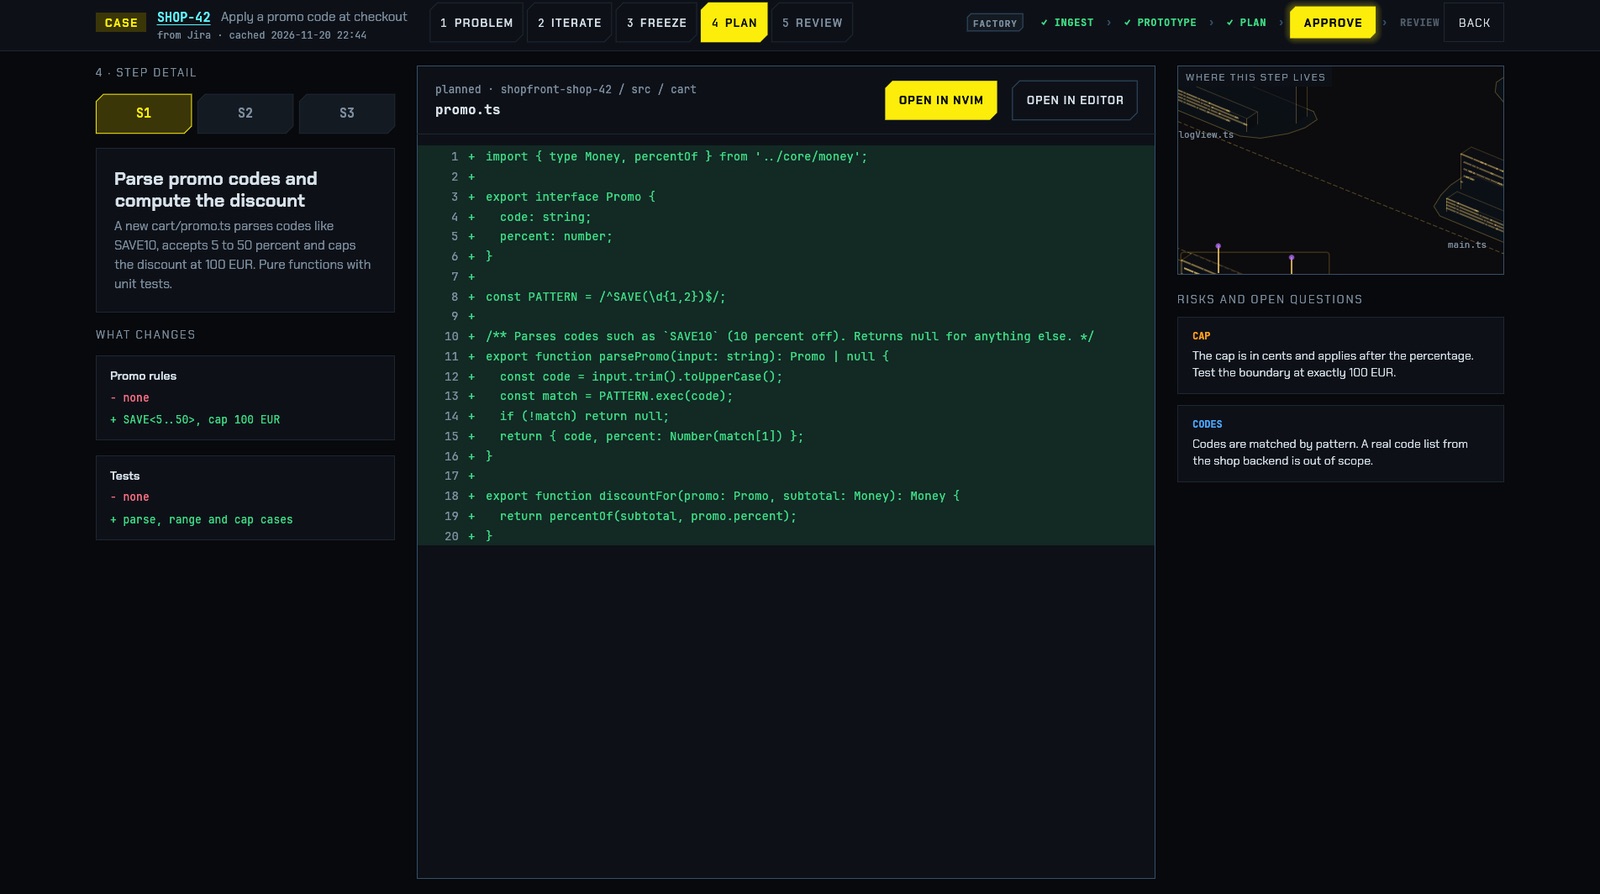 CASE SHOP-42 Apply a promo code at checkout
from Jira · cached 2026-11-20 22:44
1 PROBLEM 2 ITERATE 3 FREEZE 4 PLAN 5 REVIEW
FACTORY ✓ INGEST › ✓ PROTOTYPE › ✓ PLAN › APPROVE › REVIEW BACK
4 · STEP DETAIL
S1 S2 S3
Parse promo codes and
compute the discount
A new cart/promo.ts parses codes like
SAVE10, accepts 5 to 50 percent and caps
the discount at 100 EUR. Pure functions with
unit tests.
WHAT CHANGES
Promo rules
- none
+ SAVE<5..50>, cap 100 EUR
Tests
- none
+ parse, range and cap cases
planned · shopfront-shop-42 / src / cart
promo.ts
OPEN IN NVIM OPEN IN EDITOR
1 + import { type Money, percentOf } from '../core/money';
2 +
3 + export interface Promo {
4 +   code: string;
5 +   percent: number;
6 + }
7 +
8 + const PATTERN = /^SAVE(\d{1,2})$/;
9 +
10 + /** Parses codes such as `SAVE10` (10 percent off). Returns null for anything else. */
11 + export function parsePromo(input: string): Promo | null {
12 +   const code = input.trim().toUpperCase();
13 +   const match = PATTERN.exec(code);
14 +   if (!match) return null;
15 +   return { code, percent: Number(match[1]) };
16 + }
17 +
18 + export function discountFor(promo: Promo, subtotal: Money): Money {
19 +   return percentOf(subtotal, promo.percent);
20 + }
WHERE THIS STEP LIVES
logView.ts
main.ts
RISKS AND OPEN QUESTIONS
CAP
The cap is in cents and applies after the percentage.
Test the boundary at exactly 100 EUR.
CODES
Codes are matched by pattern. A real code list from
the shop backend is out of scope.